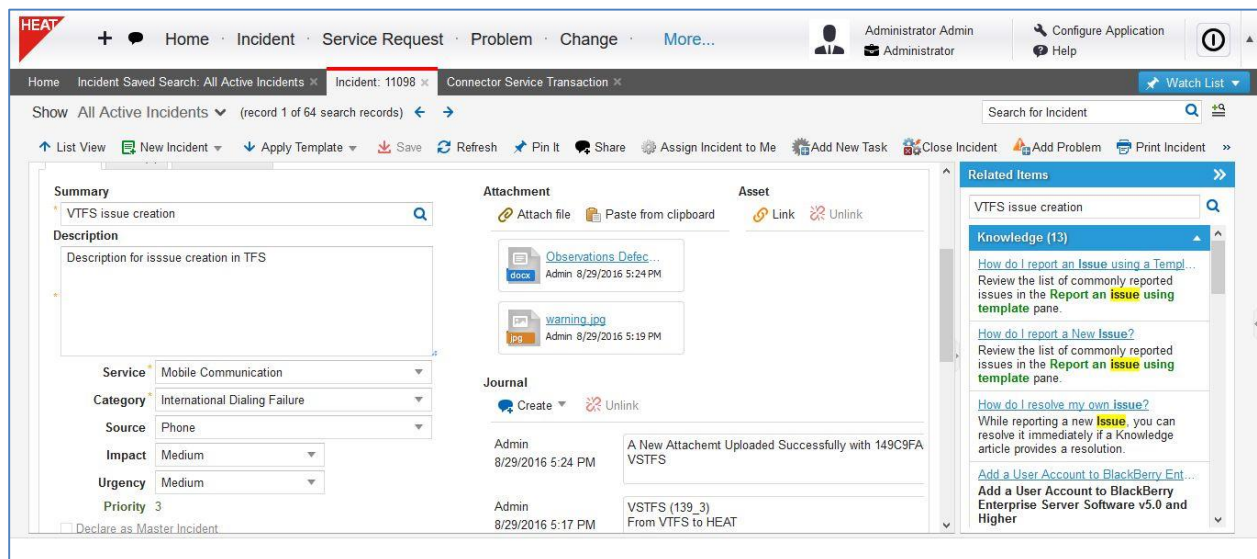 HEAT
Home · Incident · Service Request · Problem · Change · More...
Administrator Admin
Administrator
Configure Application
Help
Home Incident Saved Search: All Active Incidents × Incident: 11098 × Connector Service Transaction ×
Watch List
Show All Active Incidents (record 1 of 64 search records)
Search for Incident
List View New Incident Apply Template Save Refresh Pin It Share Assign Incident to Me Add New Task Close Incident Add Problem Print Incident »
Summary
* VTFS issue creation
Description
* Description for isssue creation in TFS
Service * Mobile Communication
Category * International Dialing Failure
Source Phone
Impact Medium
Urgency Medium
Priority 3
Declare as Master Incident
Attachment
Attach file Paste from clipboard
docx
Observations Defec...
Admin 8/29/2016 5:24 PM
jpg
warning.jpg
Admin 8/29/2016 5:19 PM
Asset
Link Unlink
Journal
Create Unlink
Admin
8/29/2016 5:24 PM
A New Attachemt Uploaded Successfully with 149C9FA
VSTFS
Admin
8/29/2016 5:17 PM
VSTFS (139_3)
From VTFS to HEAT
Related Items
VTFS issue creation
Knowledge (13)
How do I report an Issue using a Templ...
Review the list of commonly reported
issues in the Report an issue using
template pane.
How do I report a New Issue?
Review the list of commonly reported
issues in the Report an issue using
template pane.
How do I resolve my own issue?
While reporting a new Issue, you can
resolve it immediately if a Knowledge
article provides a resolution.
Add a User Account to BlackBerry Ent...
Add a User Account to BlackBerry
Enterprise Server Software v5.0 and
Higher